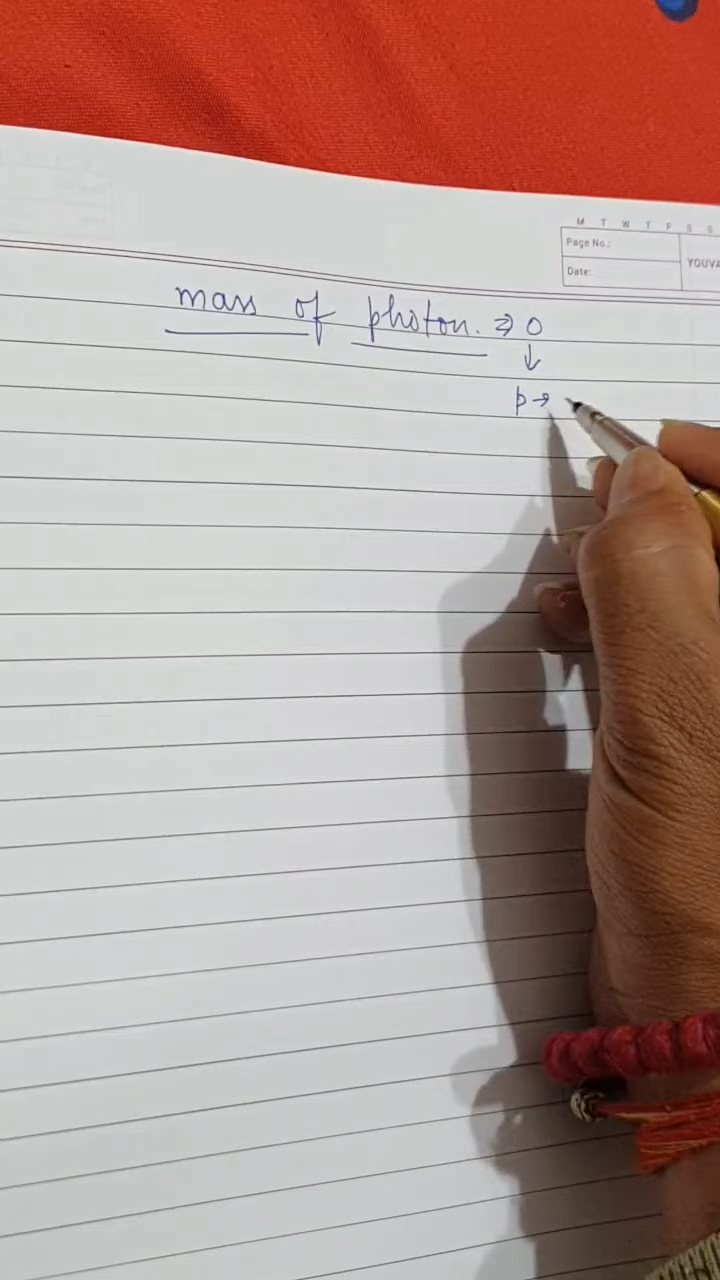 M T W T F S S
Page No.:
Date:
YOUVA
mass of photon. ⇒ 0
↓
p →